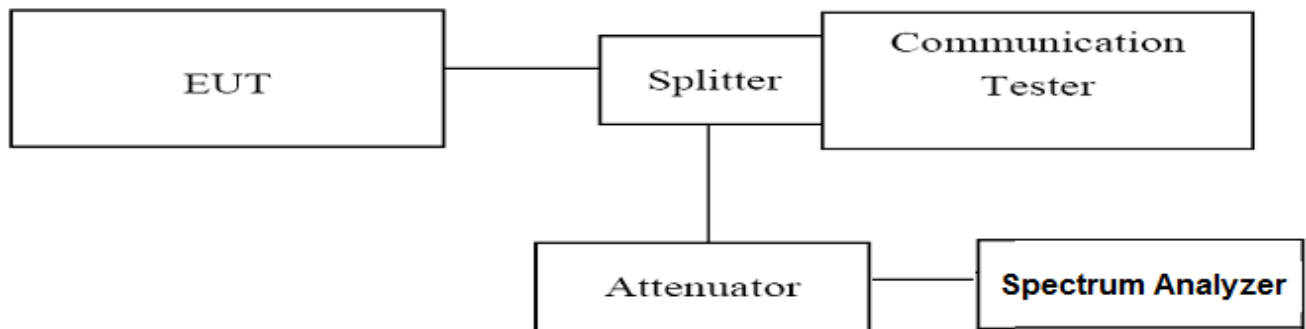 EUT
Splitter
Communication
Tester
Attenuator
Spectrum Analyzer